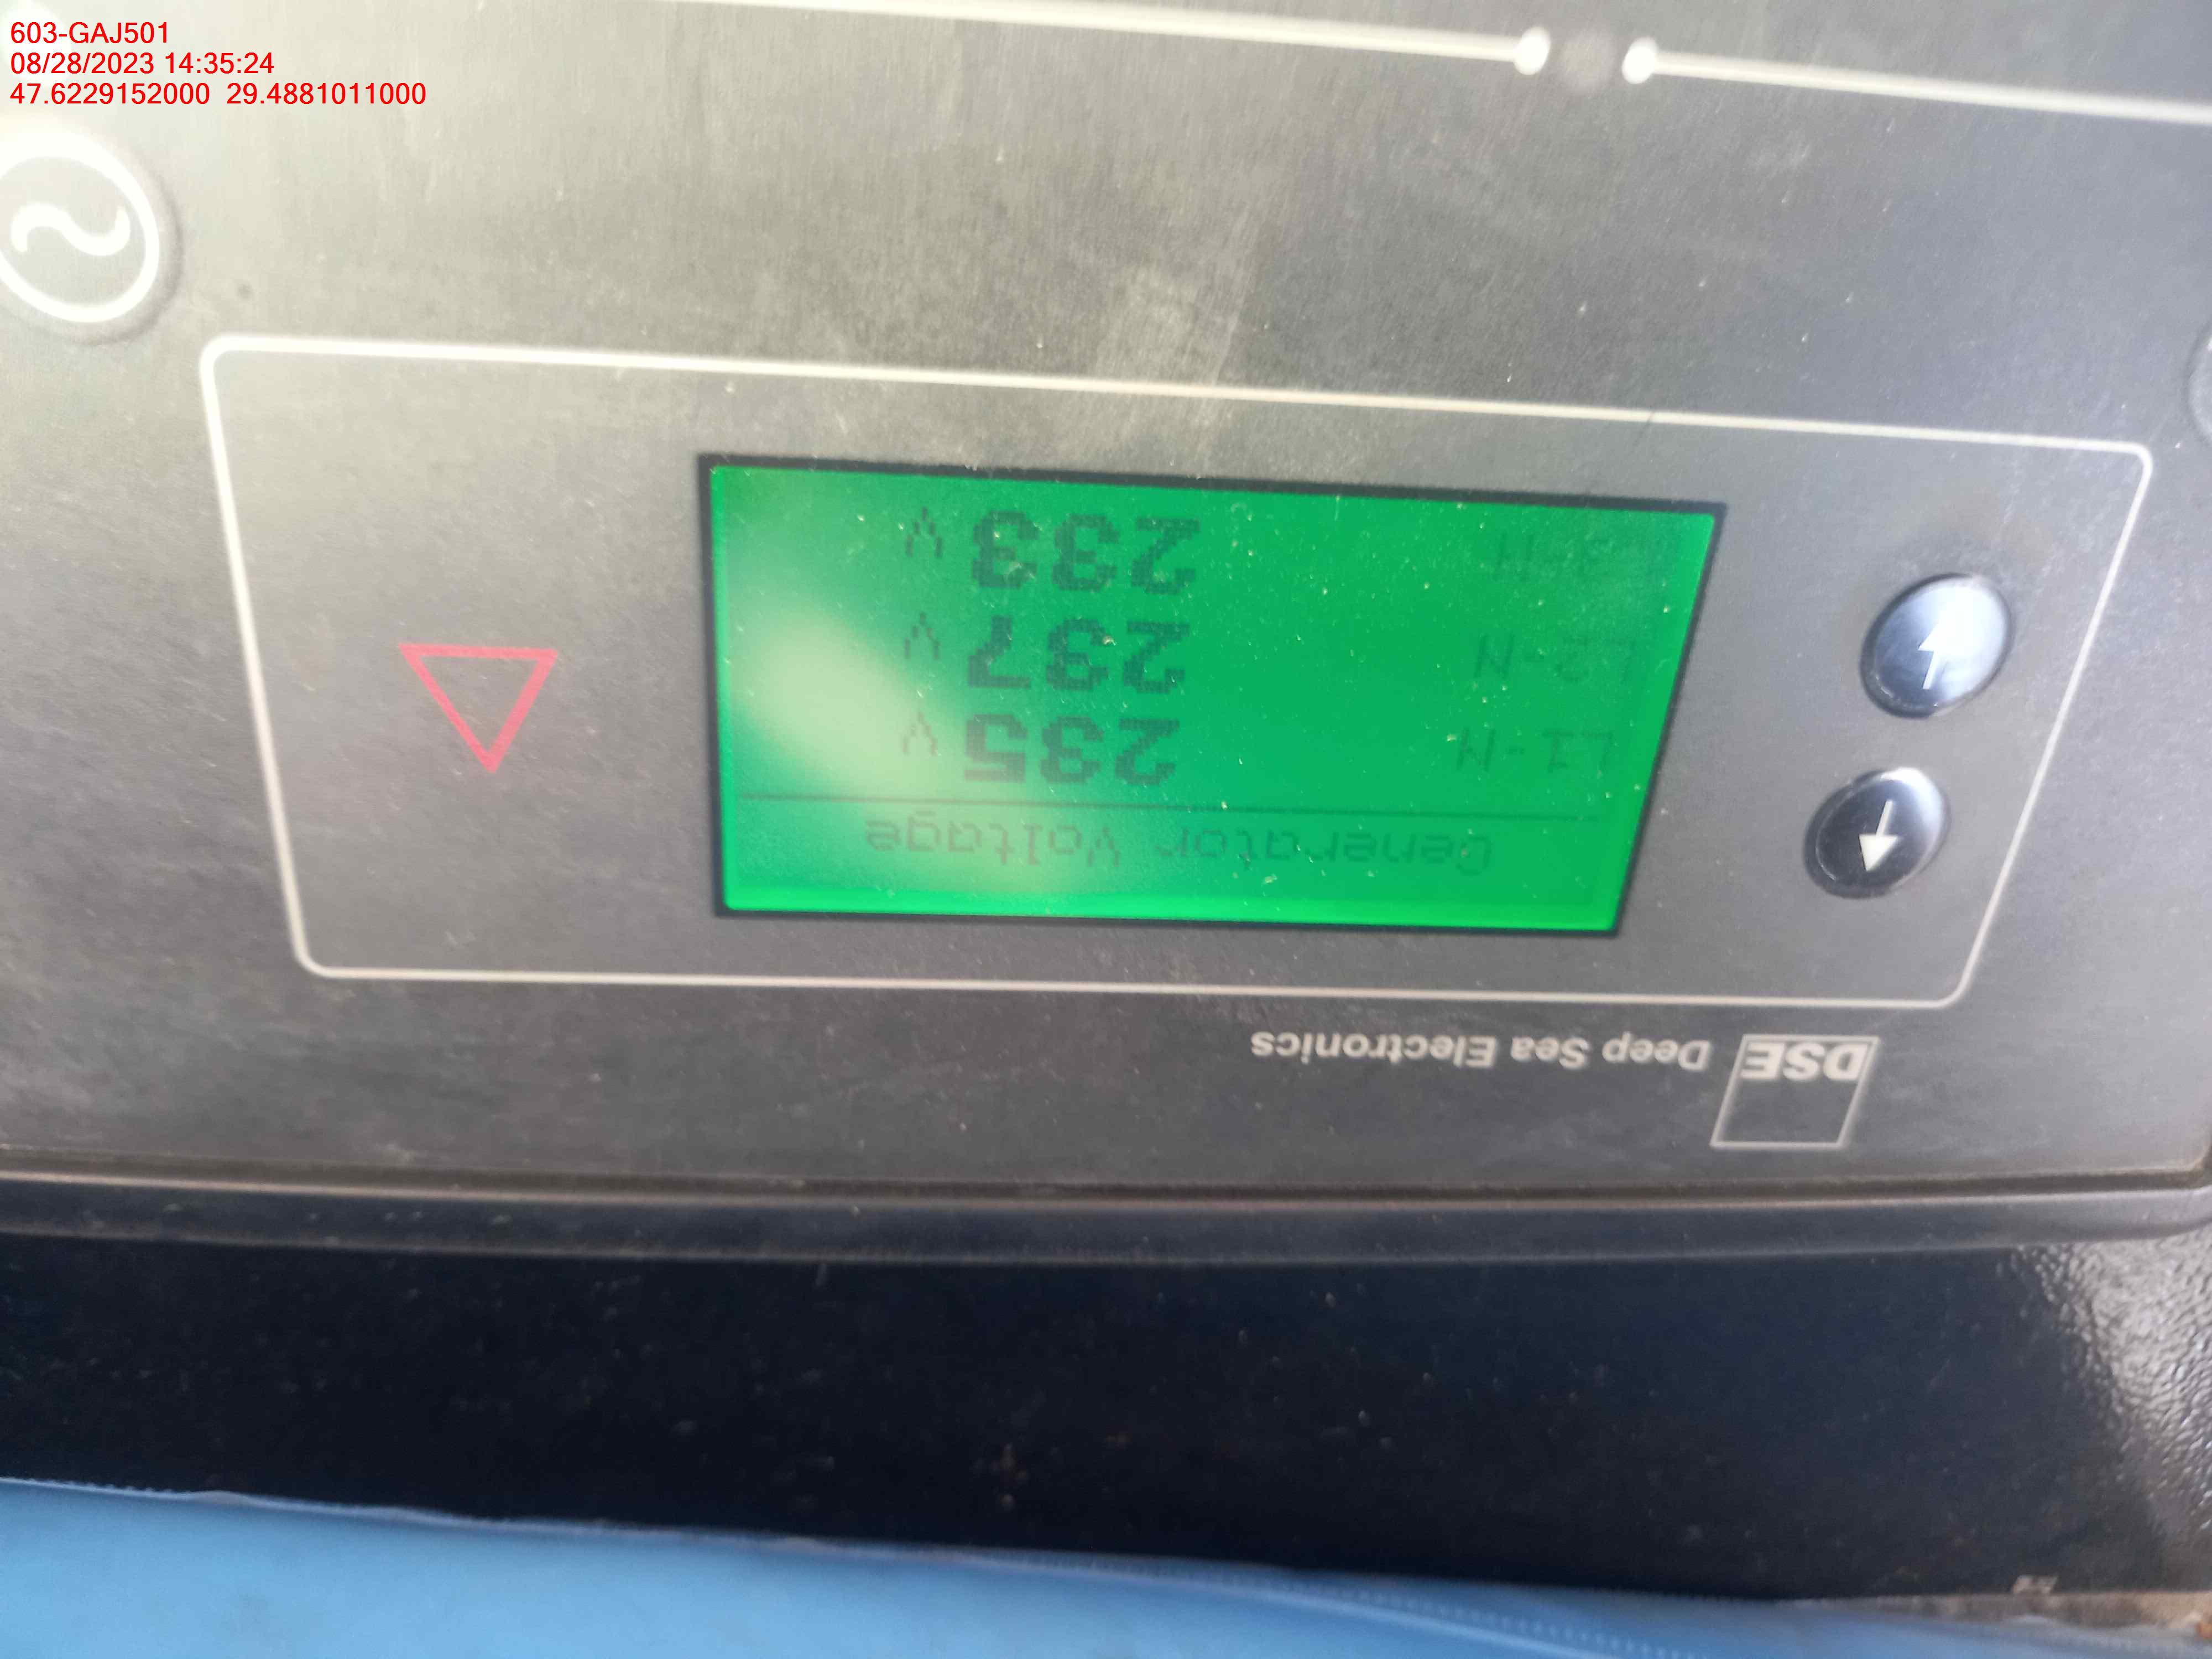 603-GAJ501
08/28/2023 14:35:24
47.6229152000 29.4881011000
DSE Deep Sea Electronics
Generator Voltage
L1-N 235 V
L2-N 237 V
L3-N 233 V